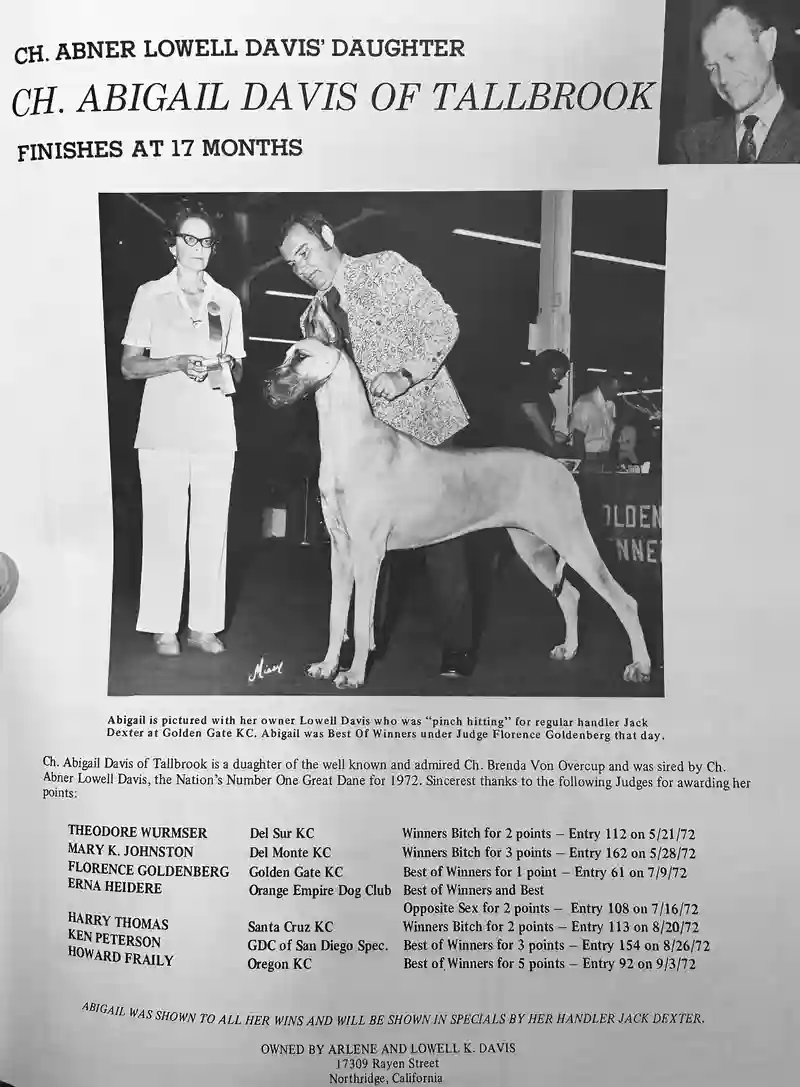 CH. ABNER LOWELL DAVIS' DAUGHTER
CH. ABIGAIL DAVIS OF TALLBROOK
FINISHES AT 17 MONTHS
OLDEN
NNE
Abigail is pictured with her owner Lowell Davis who was "pinch hitting" for regular handler Jack
Dexter at Golden Gate KC. Abigail was Best Of Winners under Judge Florence Goldenberg that day.
Ch. Abigail Davis of Tallbrook is a duaghter of the well known and admired Ch. Brenda Von Overcup and was sired by Ch.
Abner Lowell Davis, the Nation's Number One Great Dane for 1972. Sincerest thanks to the following Judges for awarding her
points:
THEODORE WURMSER Del Sur KC Winners Bitch for 2 points – Entry 112 on 5/21/72
MARY K. JOHNSTON Del Monte KC Winners Bitch for 3 points – Entry 162 on 5/28/72
FLORENCE GOLDENBERG Golden Gate KC Best of Winners for 1 point – Entry 61 on 7/9/72
ERNA HEIDERE Orange Empire Dog Club Best of Winners and Best
Opposite Sex for 2 points – Entry 108 on 7/16/72
HARRY THOMAS Santa Cruz KC Winners Bitch for 2 points – Entry 113 on 8/20/72
KEN PETERSON GDC of San Diego Spec. Best of Winners for 3 points – Entry 154 on 8/26/72
HOWARD FRAILY Oregon KC Best of Winners for 5 points – Entry 92 on 9/3/72
ABIGAIL WAS SHOWN TO ALL HER WINS AND WILL BE SHOWN IN SPECIALS BY HER HANDLER JACK DEXTER.
OWNED BY ARLENE AND LOWELL K. DAVIS
17309 Rayen Street
Northridge, California